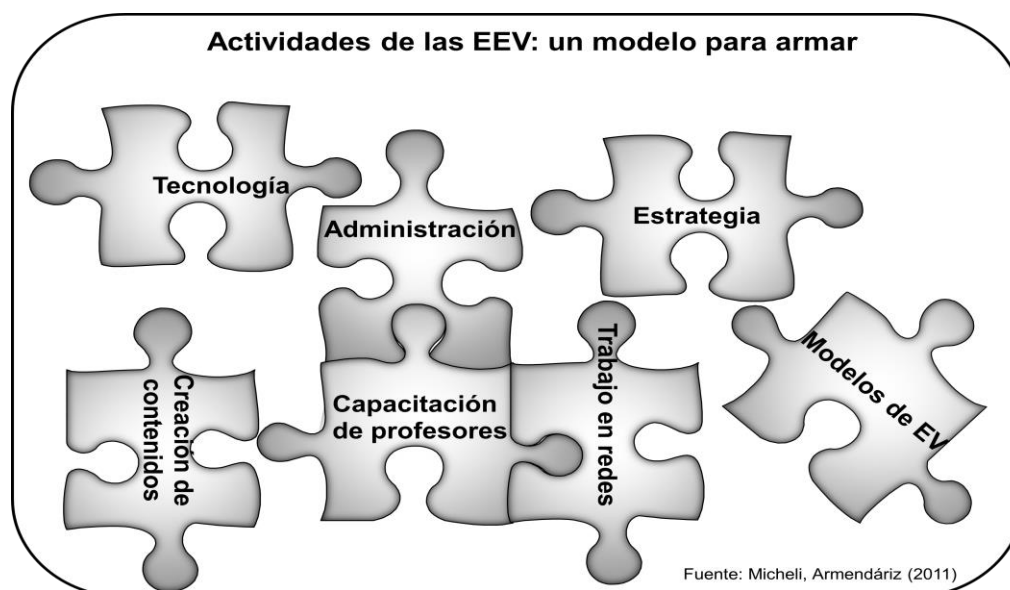 Actividades de las EEV: un modelo para armar
Tecnología
Administración
Estrategia
Creación de
contenidos
Capacitación
de profesores
Trabajo en redes
Modelos de EV
Fuente: Micheli, Armendáriz (2011)